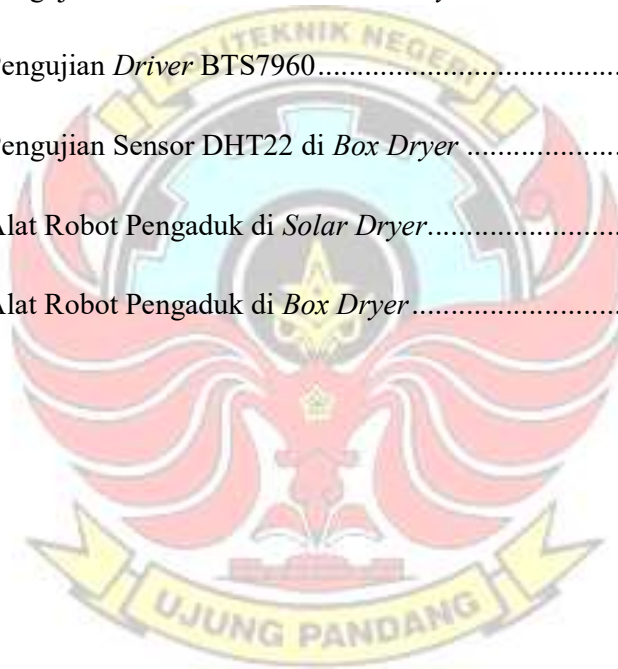 POLITEKNIK NEGERI
Pengujian Driver BTS7960..........................
Pengujian Sensor DHT22 di Box Dryer ....................
Alat Robot Pengaduk di Solar Dryer.........................
Alat Robot Pengaduk di Box Dryer...........................
UJUNG PANDANG